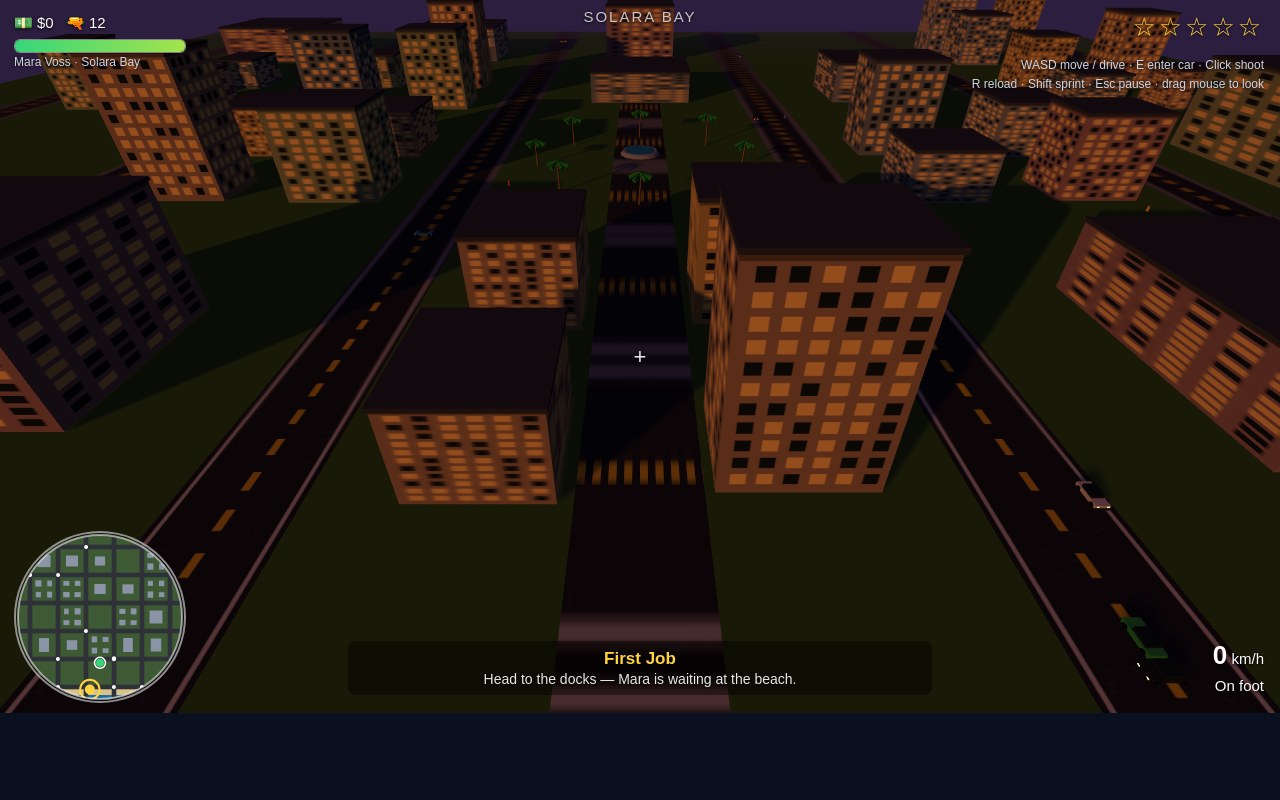 SOLARA BAY
$0 12
Mara Voss · Solara Bay
WASD move / drive · E enter car · Click shoot
R reload · Shift sprint · Esc pause · drag mouse to look
First Job
Head to the docks — Mara is waiting at the beach.
0 km/h
On foot